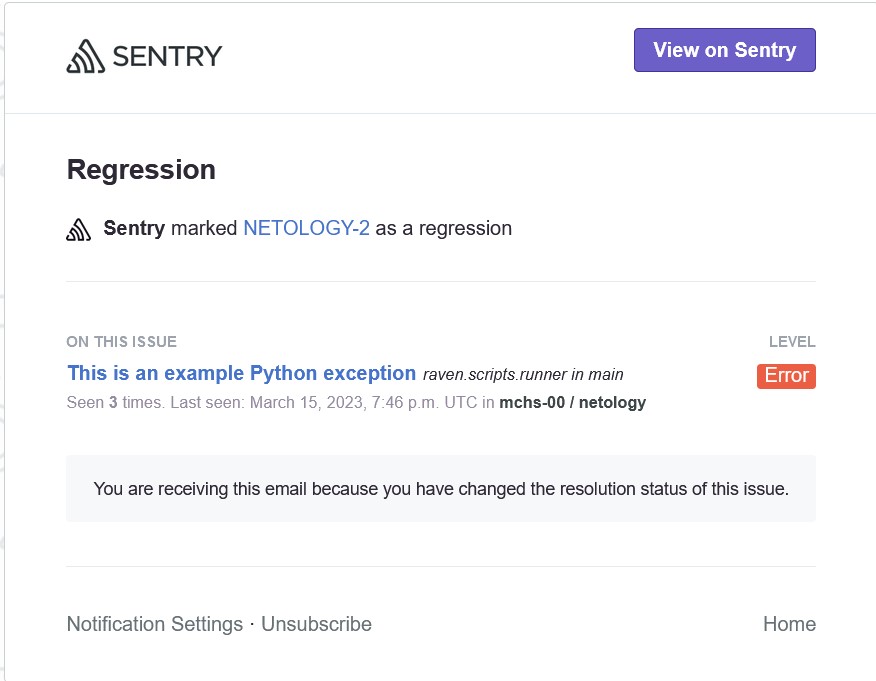 SENTRY
View on Sentry
Regression
Sentry marked NETOLOGY-2 as a regression
ON THIS ISSUE
LEVEL
This is an example Python exception raven.scripts.runner in main
Error
Seen 3 times. Last seen: March 15, 2023, 7:46 p.m. UTC in mchs-00 / netology
You are receiving this email because you have changed the resolution status of this issue.
Notification Settings · Unsubscribe
Home